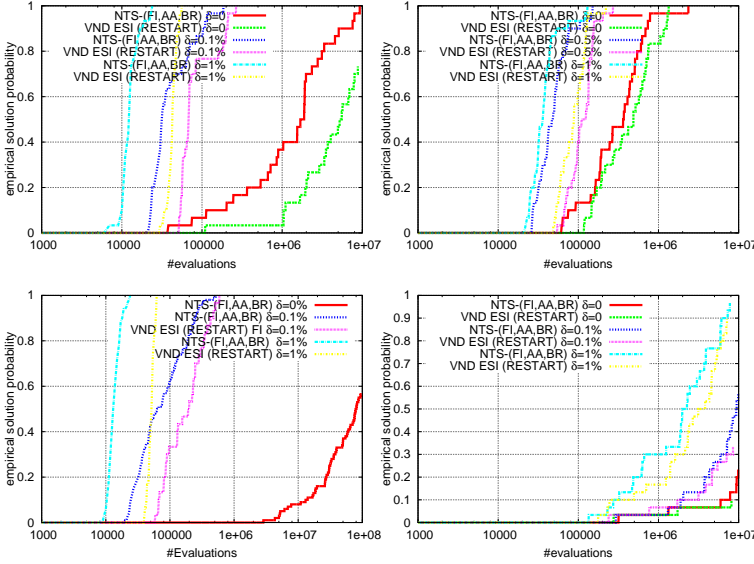 1
0.8
0.6
0.4
0.2
0
empirical solution probability
1000 10000 100000 1e+06 1e+07
#evaluations
NTS-(FI,AA,BR) δ=0
VND ESI (RESTART) δ=0
NTS-(FI,AA,BR) δ=0.1%
VND ESI (RESTART) δ=0.1%
NTS-(FI,AA,BR) δ=1%
VND ESI (RESTART) δ=1%
1
0.8
0.6
0.4
0.2
0
empirical solution probability
1000 10000 100000 1e+06 1e+07
#evaluations
NTS-(FI,AA,BR) δ=0
VND ESI (RESTART) δ=0
NTS-(FI,AA,BR) δ=0.5%
VND ESI (RESTART) δ=0.5%
NTS-(FI,AA,BR) δ=1%
VND ESI (RESTART) δ=1%
1
0.8
0.6
0.4
0.2
0
empirical solution probability
1000 10000 100000 1e+06 1e+07 1e+08
#Evaluations
NTS-(FI,AA,BR) δ=0%
NTS-(FI,AA,BR) δ=0.1%
VND ESI (RESTART) FI δ=0.1%
NTS-(FI,AA,BR) δ=1%
VND ESI (RESTART) δ=1%
1
0.9
0.8
0.7
0.6
0.5
0.4
0.3
0.2
0.1
0
empirical solution probability
1000 10000 100000 1e+06 1e+07
#evaluations
NTS-(FI,AA,BR) δ=0
VND ESI (RESTART) δ=0
NTS-(FI,AA,BR) δ=0.1%
VND ESI (RESTART) δ=0.1%
NTS-(FI,AA,BR) δ=1%
VND ESI (RESTART) δ=1%